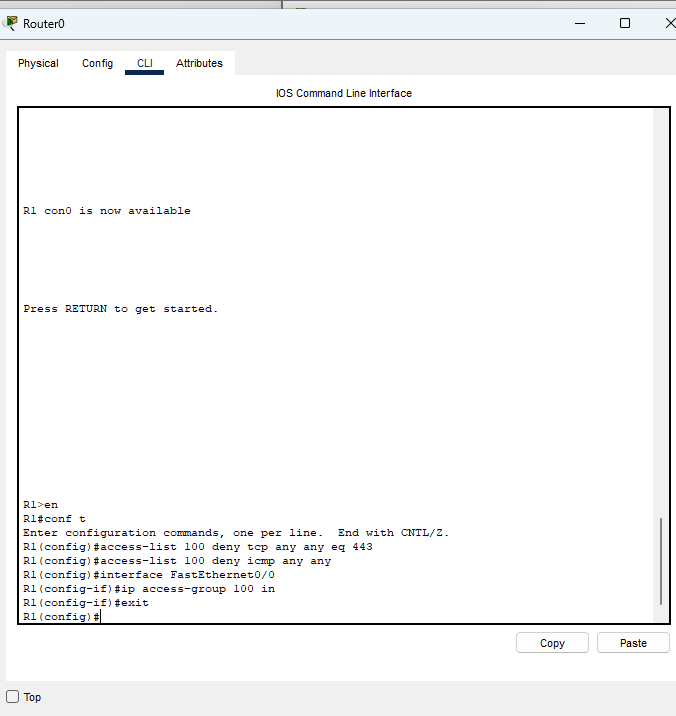 Router0
Physical Config CLI Attributes
IOS Command Line Interface
R1 con0 is now available
Press RETURN to get started.
R1>en
R1#conf t
Enter configuration commands, one per line.  End with CNTL/Z.
R1(config)#access-list 100 deny tcp any any eq 443
R1(config)#access-list 100 deny icmp any any
R1(config)#interface FastEthernet0/0
R1(config-if)#ip access-group 100 in
R1(config-if)#exit
R1(config)#
Copy Paste
Top